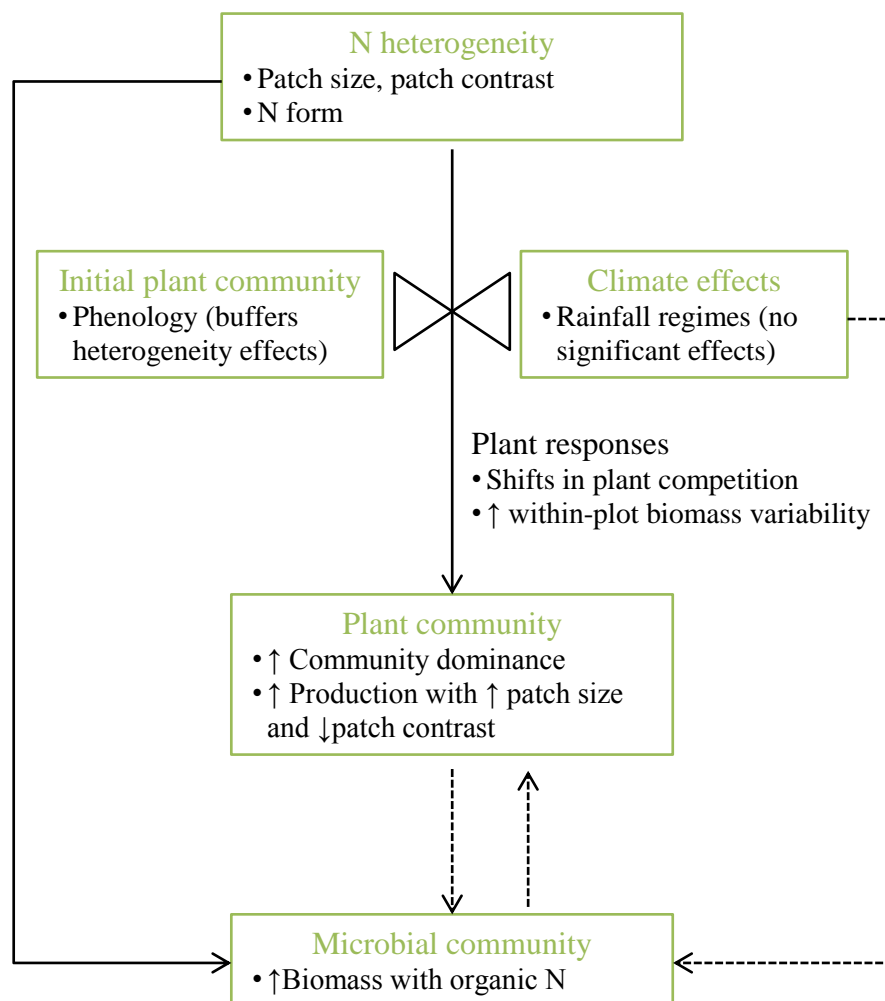 N heterogeneity
• Patch size, patch contrast
• N form
Initial plant community
• Phenology (buffers
heterogeneity effects)
Climate effects
• Rainfall regimes (no
significant effects)
Plant responses
• Shifts in plant competition
• ↑ within-plot biomass variability
Plant community
• ↑ Community dominance
• ↑ Production with ↑ patch size
and ↓patch contrast
Microbial community
• ↑Biomass with organic N